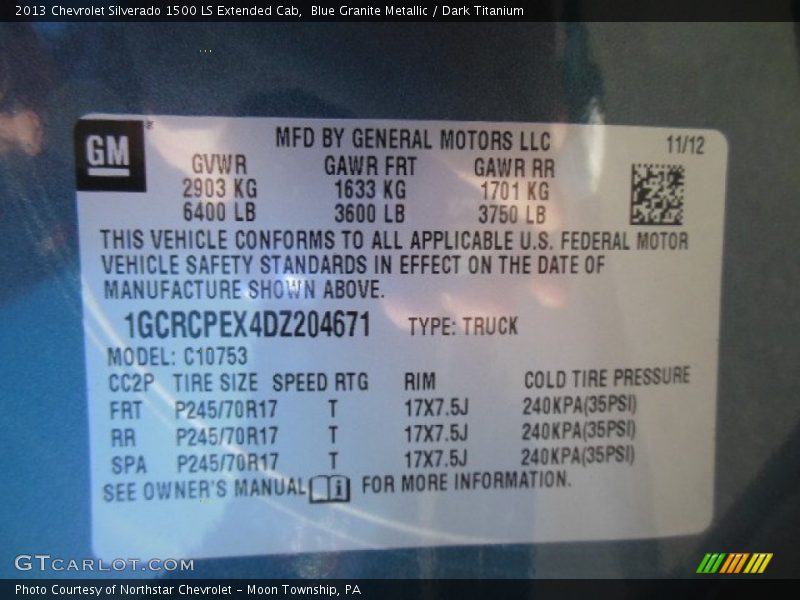 2013 Chevrolet Silverado 1500 LS Extended Cab,  Blue Granite Metallic / Dark Titanium
GM
MFD BY GENERAL MOTORS LLC 11/12
GVWR GAWR FRT GAWR RR
2903 KG 1633 KG 1701 KG
6400 LB 3600 LB 3750 LB
THIS VEHICLE CONFORMS TO ALL APPLICABLE U.S. FEDERAL MOTOR
VEHICLE SAFETY STANDARDS IN EFFECT ON THE DATE OF
MANUFACTURE SHOWN ABOVE.
1GCRCPEX4DZ204671 TYPE: TRUCK
MODEL: C10753
CC2P TIRE SIZE SPEED RTG RIM COLD TIRE PRESSURE
FRT P245/70R17 T 17X7.5J 240KPA(35PSI)
RR P245/70R17 T 17X7.5J 240KPA(35PSI)
SPA P245/70R17 T 17X7.5J 240KPA(35PSI)
SEE OWNER'S MANUAL i FOR MORE INFORMATION.
GTCARLOT.COM
Photo Courtesy of Northstar Chevrolet - Moon Township, PA